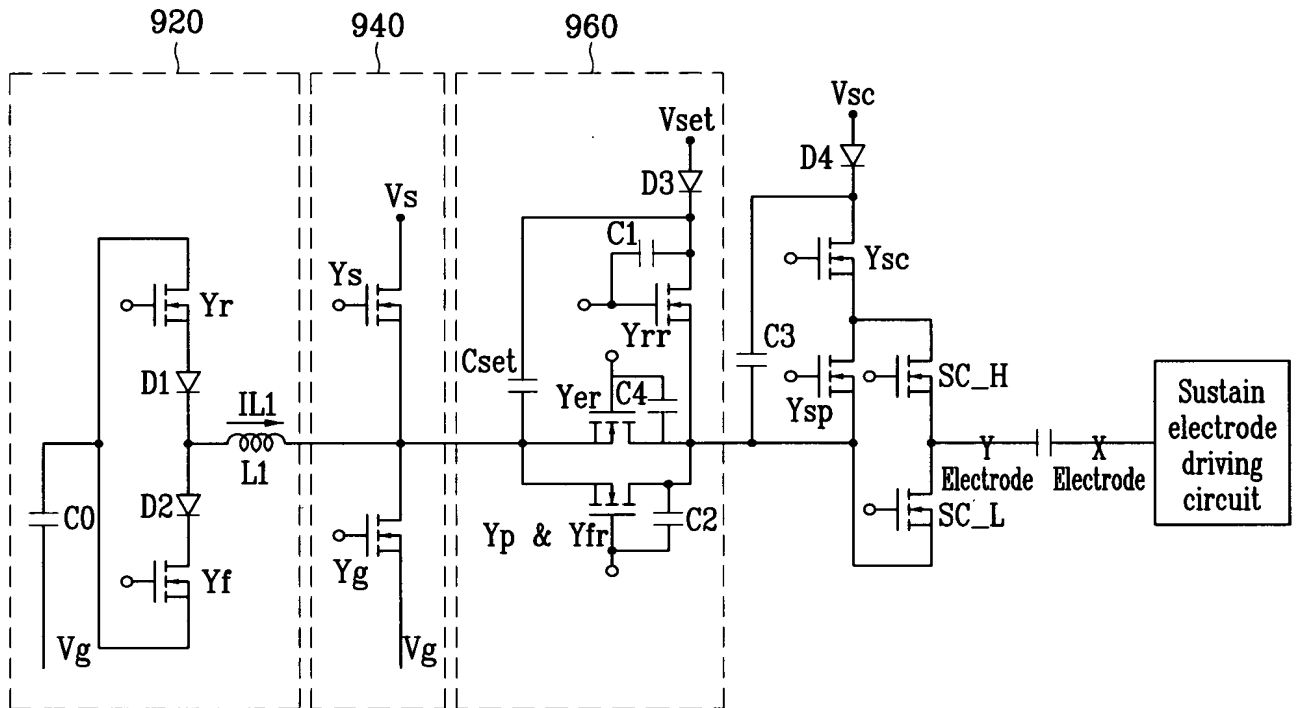 920
940
960
Vsc
Vset
D4
D3
Vs
C1
Ysc
Ys
Yr
Yrr
C3
Cset
SC_H
D1
Yer
C4
Ysp
IL1
L1
Sustain
electrode
driving
circuit
Y
Electrode
X
Electrode
D2
C0
SC_L
C2
Yp & Yfr
Yg
Yf
Vg
Vg